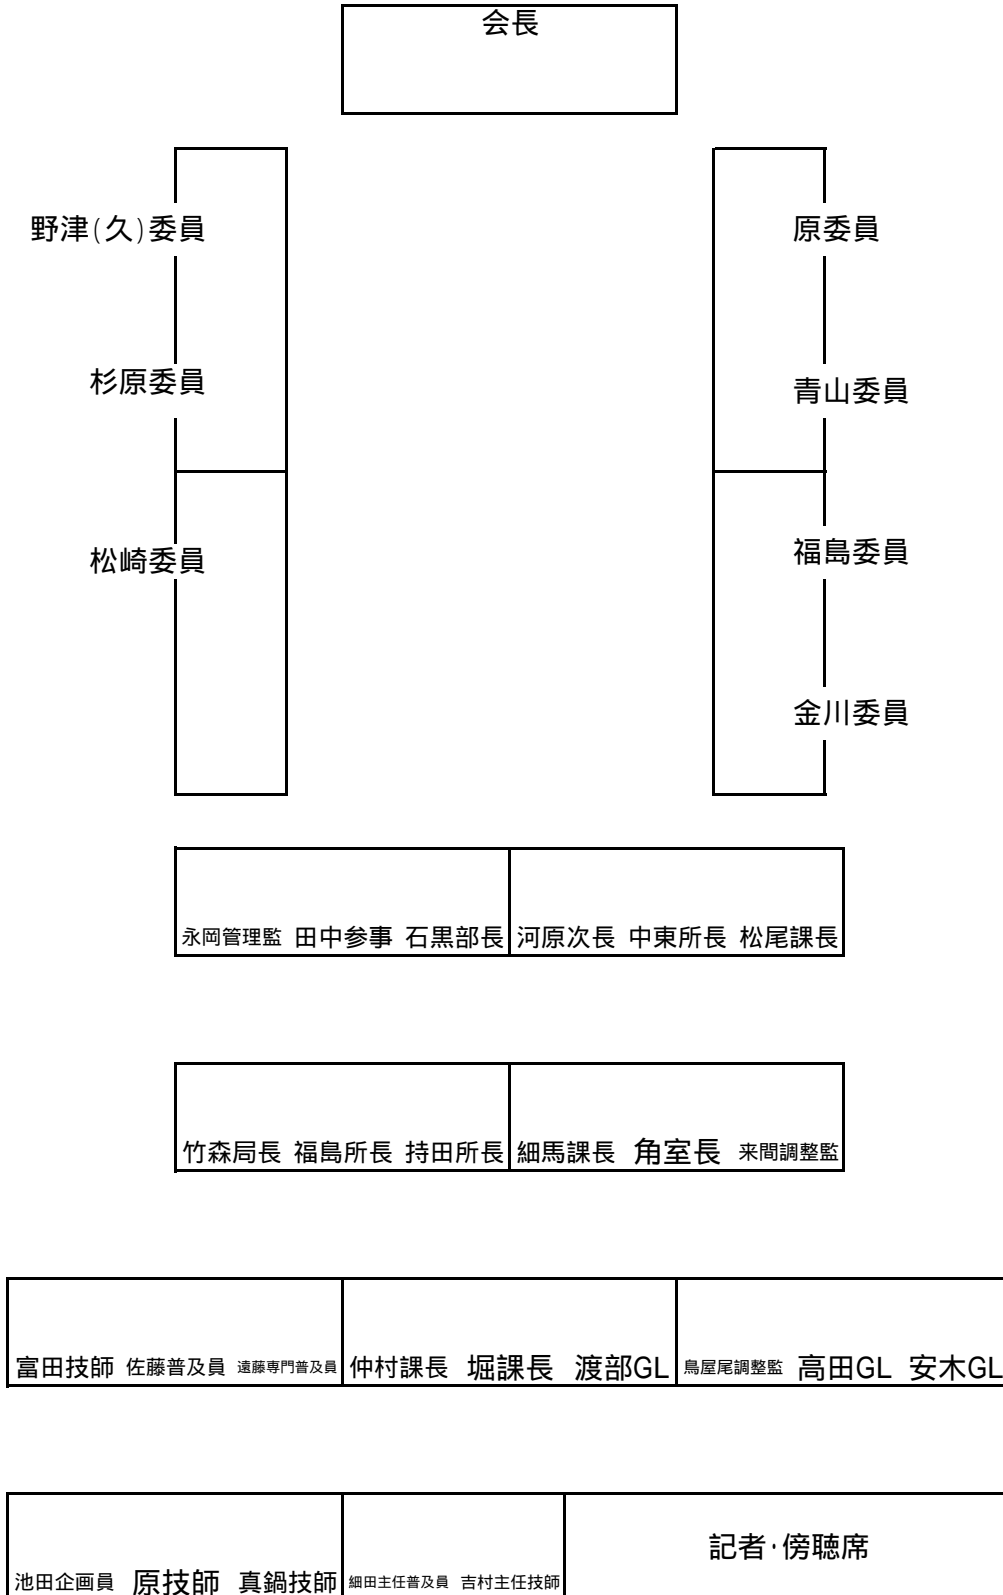 会長
野津(久)委員 原委員
杉原委員 青山委員
松崎委員 福島委員
金川委員
永岡管理監 田中参事 石黒部長 河原次長 中東所長 松尾課長
竹森局長 福島所長 持田所長 細馬課長 角室長 来間調整監
富田技師 佐藤普及員 遠藤専門普及員 仲村課長 堀課長 渡部GL 鳥屋尾調整監 高田GL 安木GL
記者・傍聴席
池田企画員 原技師 真鍋技師 細田主任普及員 吉村主任技師